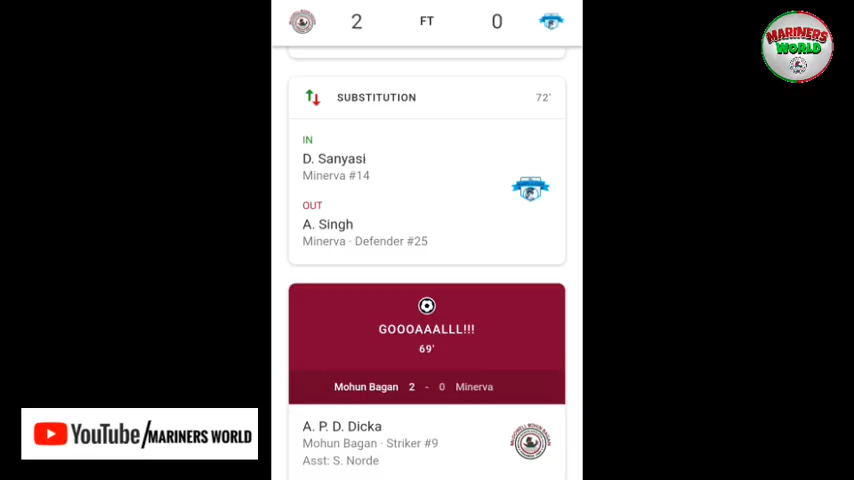 2 FT 0
MARINERS
WORLD
SUBSTITUTION 72'
IN
D. Sanyasi
Minerva #14
OUT
A. Singh
Minerva · Defender #25
GOOOAAALLL!!!
69'
Mohun Bagan 2 - 0 Minerva
A. P. D. Dicka
Mohun Bagan · Striker #9
Asst: S. Norde
YouTube/MARINERS WORLD